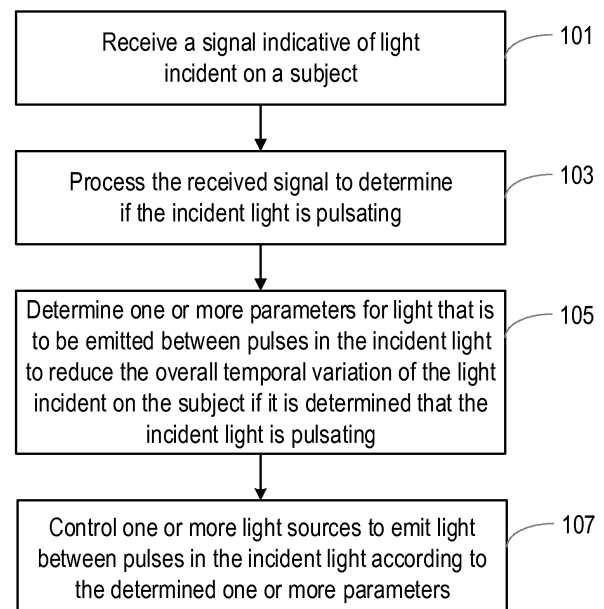 Receive a signal indicative of light
incident on a subject
101
Process the received signal to determine
if the incident light is pulsating
103
Determine one or more parameters for light that is
to be emitted between pulses in the incident light
to reduce the overall temporal variation of the light
incident on the subject if it is determined that the
incident light is pulsating
105
Control one or more light sources to emit light
between pulses in the incident light according to
the determined one or more parameters
107